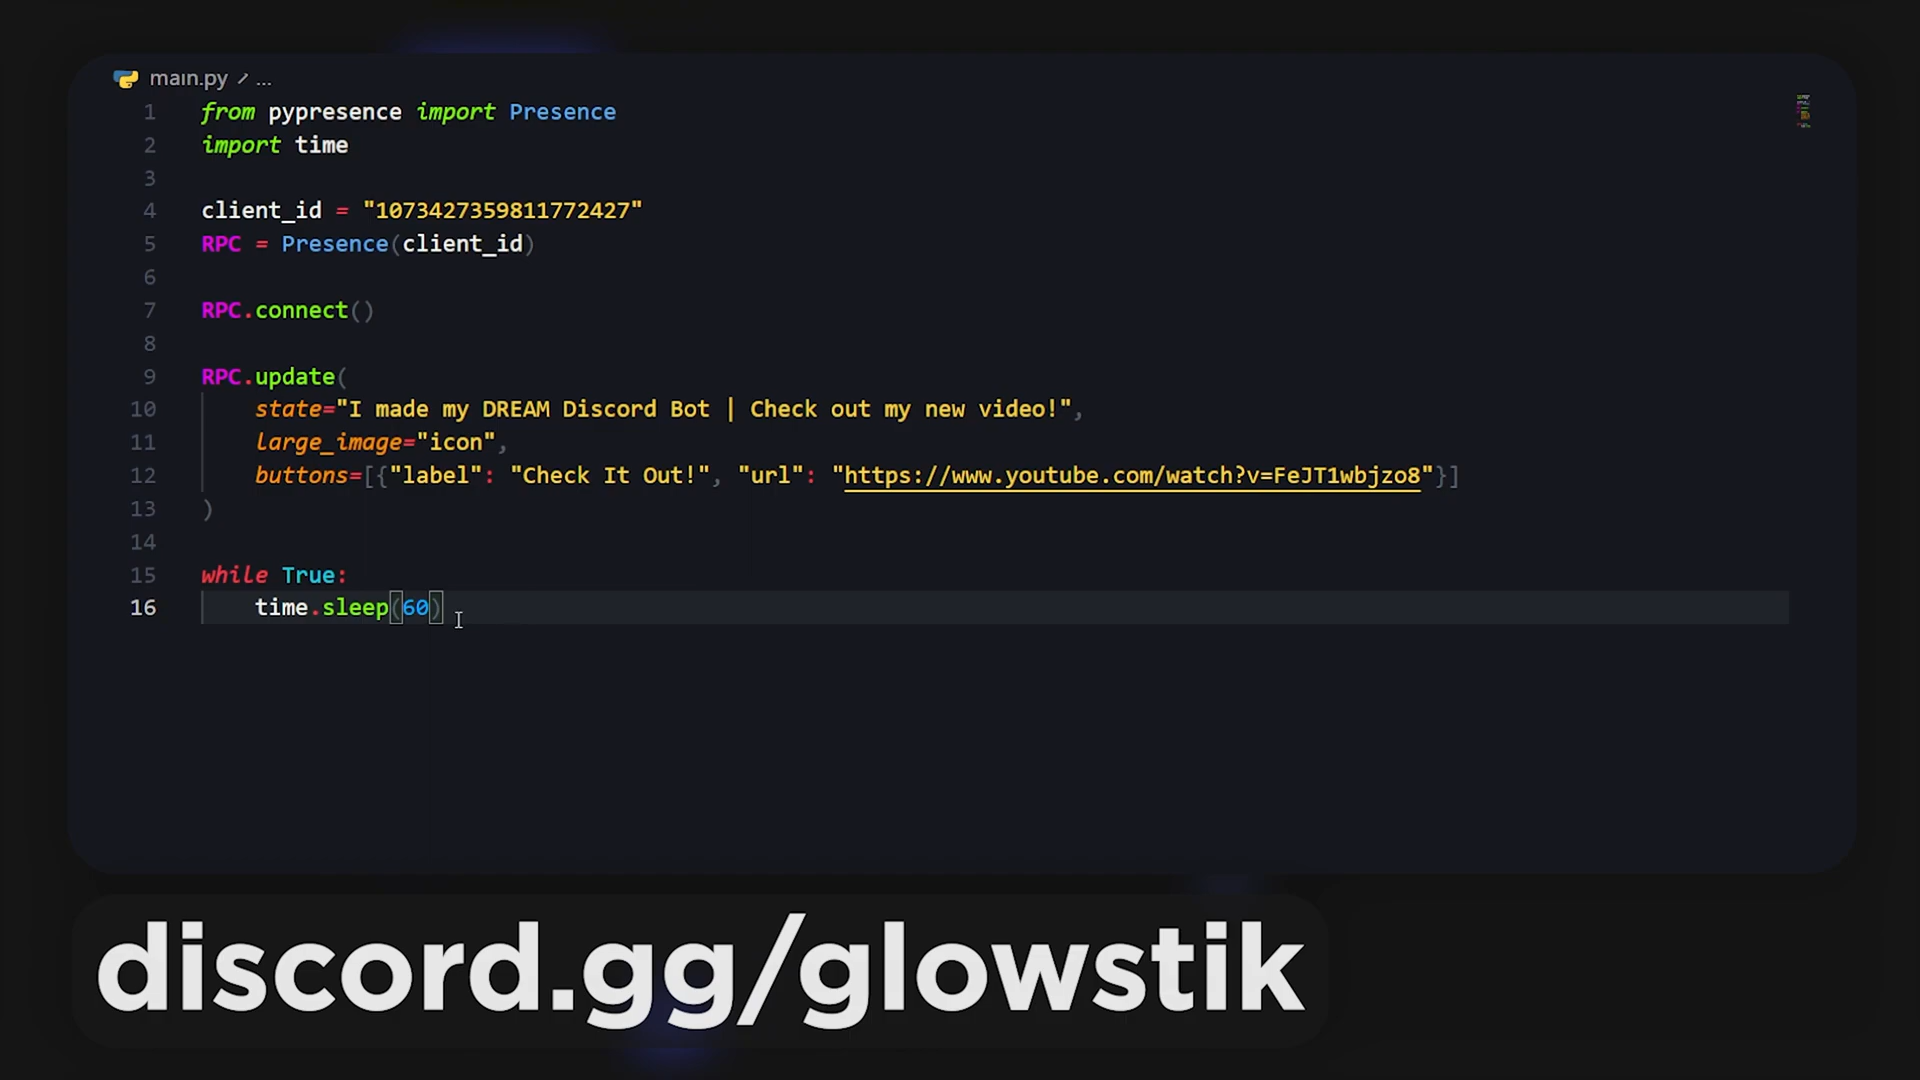 main.py ...
1 from pypresence import Presence
2 import time
3
4 client_id = "1073427359811772427"
5 RPC = Presence(client_id)
6
7 RPC.connect()
8
9 RPC.update(
10     state="I made my DREAM Discord Bot | Check out my new video!",
11     large_image="icon",
12     buttons=[{"label": "Check It Out!", "url": "https://www.youtube.com/watch?v=FeJT1wbjzo8"}]
13 )
14
15 while True:
16     time.sleep(60)
discord.gg/glowstik